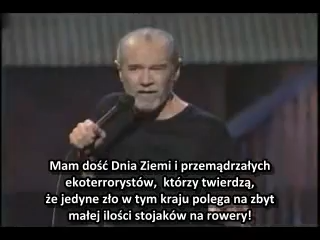 Mam dość Dnia Ziemi i przemądrzałych
ekoterrorystów, którzy twierdzą,
że jedyne zło w tym kraju polega na zbyt
małej ilości stojaków na rowery!